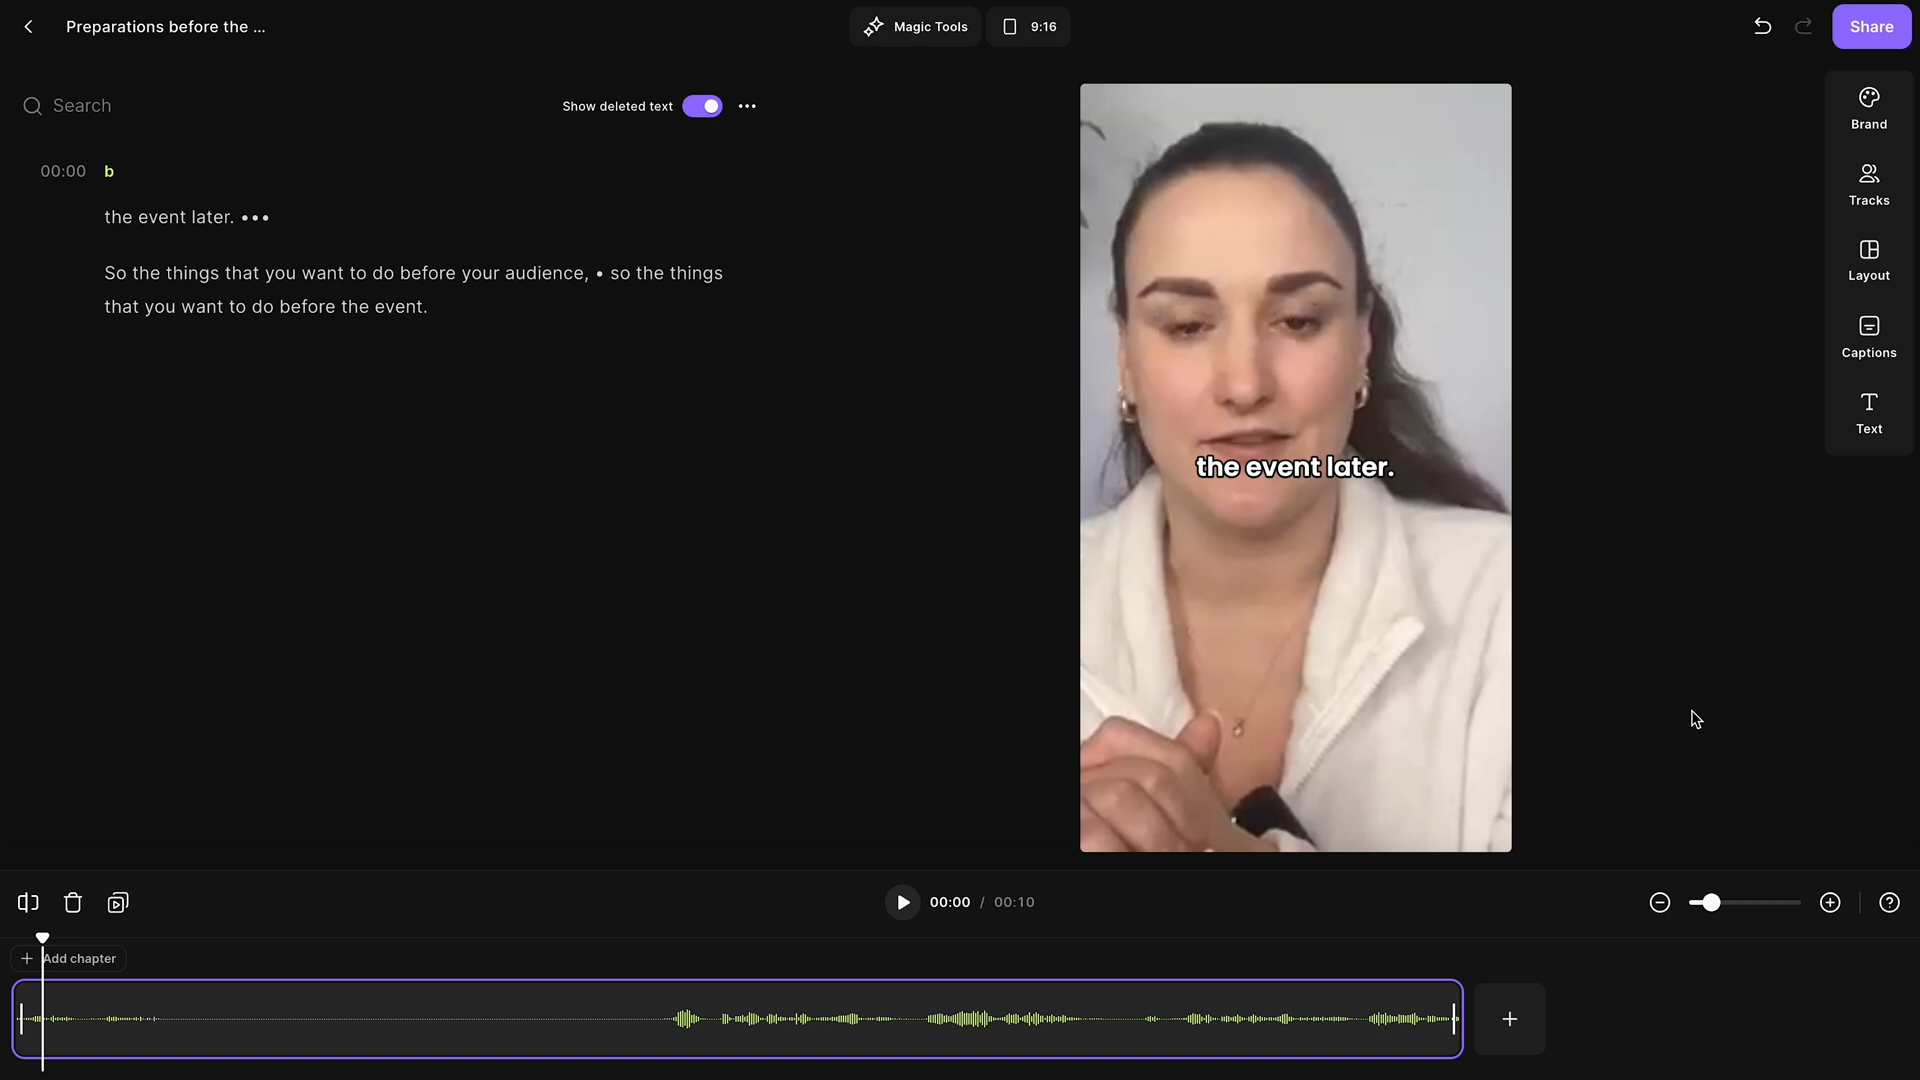 Preparations before the ...
Magic Tools
9:16
Share
Search
Show deleted text
00:00 b
the event later. •••
So the things that you want to do before your audience, • so the things
that you want to do before the event.
the event later.
Brand
Tracks
Layout
Captions
Text
00:00 / 00:10
Add chapter